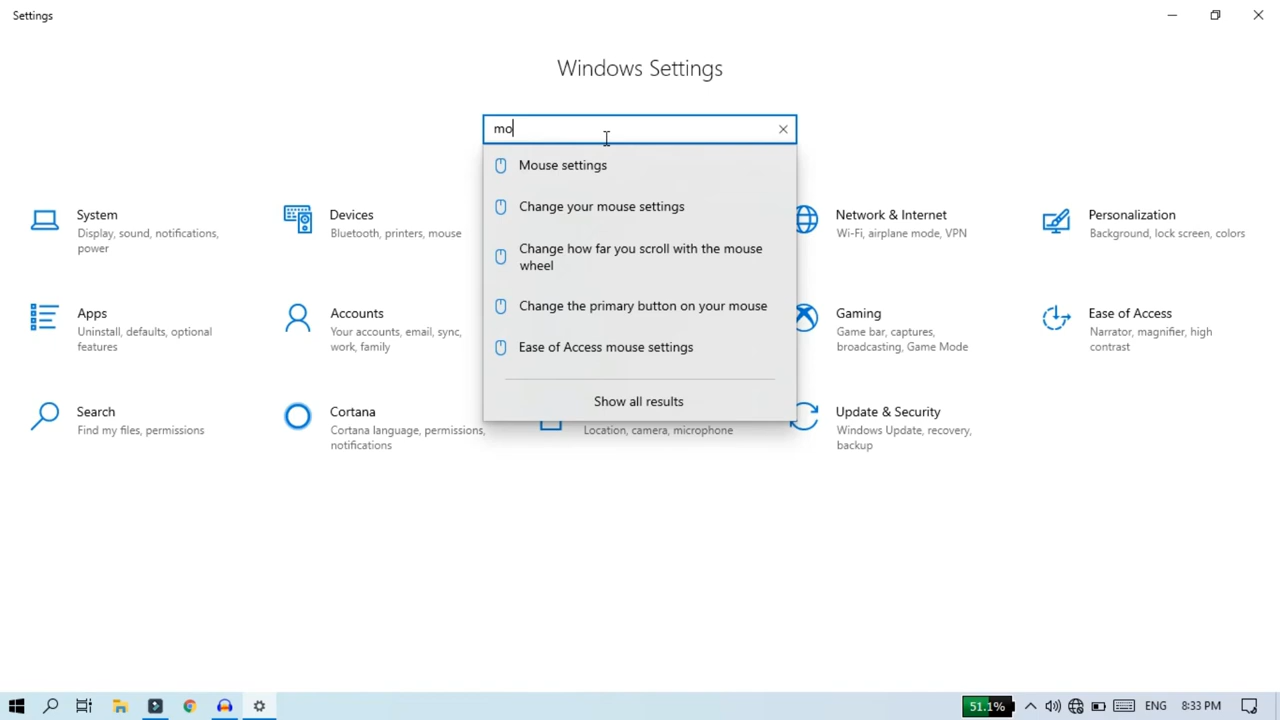 Settings
Windows Settings
mo
Mouse settings
Change your mouse settings
Change how far you scroll with the mouse
wheel
Change the primary button on your mouse
Ease of Access mouse settings
Show all results
System
Display, sound, notifications,
power
Devices
Bluetooth, printers, mouse
Network & Internet
Wi-Fi, airplane mode, VPN
Personalization
Background, lock screen, colors
Apps
Uninstall, defaults, optional
features
Accounts
Your accounts, email, sync,
work, family
Gaming
Game bar, captures,
broadcasting, Game Mode
Ease of Access
Narrator, magnifier, high
contrast
Search
Find my files, permissions
Cortana
Cortana language, permissions,
notifications
Location, camera, microphone
Update & Security
Windows Update, recovery,
backup
51.1%
ENG
8:33 PM